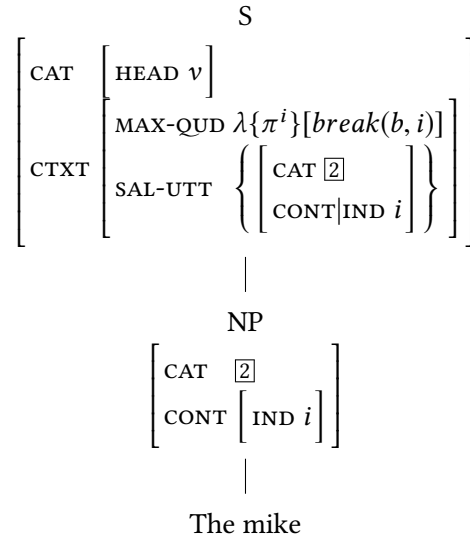 S
CAT [HEAD v]
CTXT [MAX-QUD λ{πⁱ}[break(b, i)]
SAL-UTT { [CAT 2
CONT|IND i] } ]
NP
CAT 2
CONT [IND i]
The mike